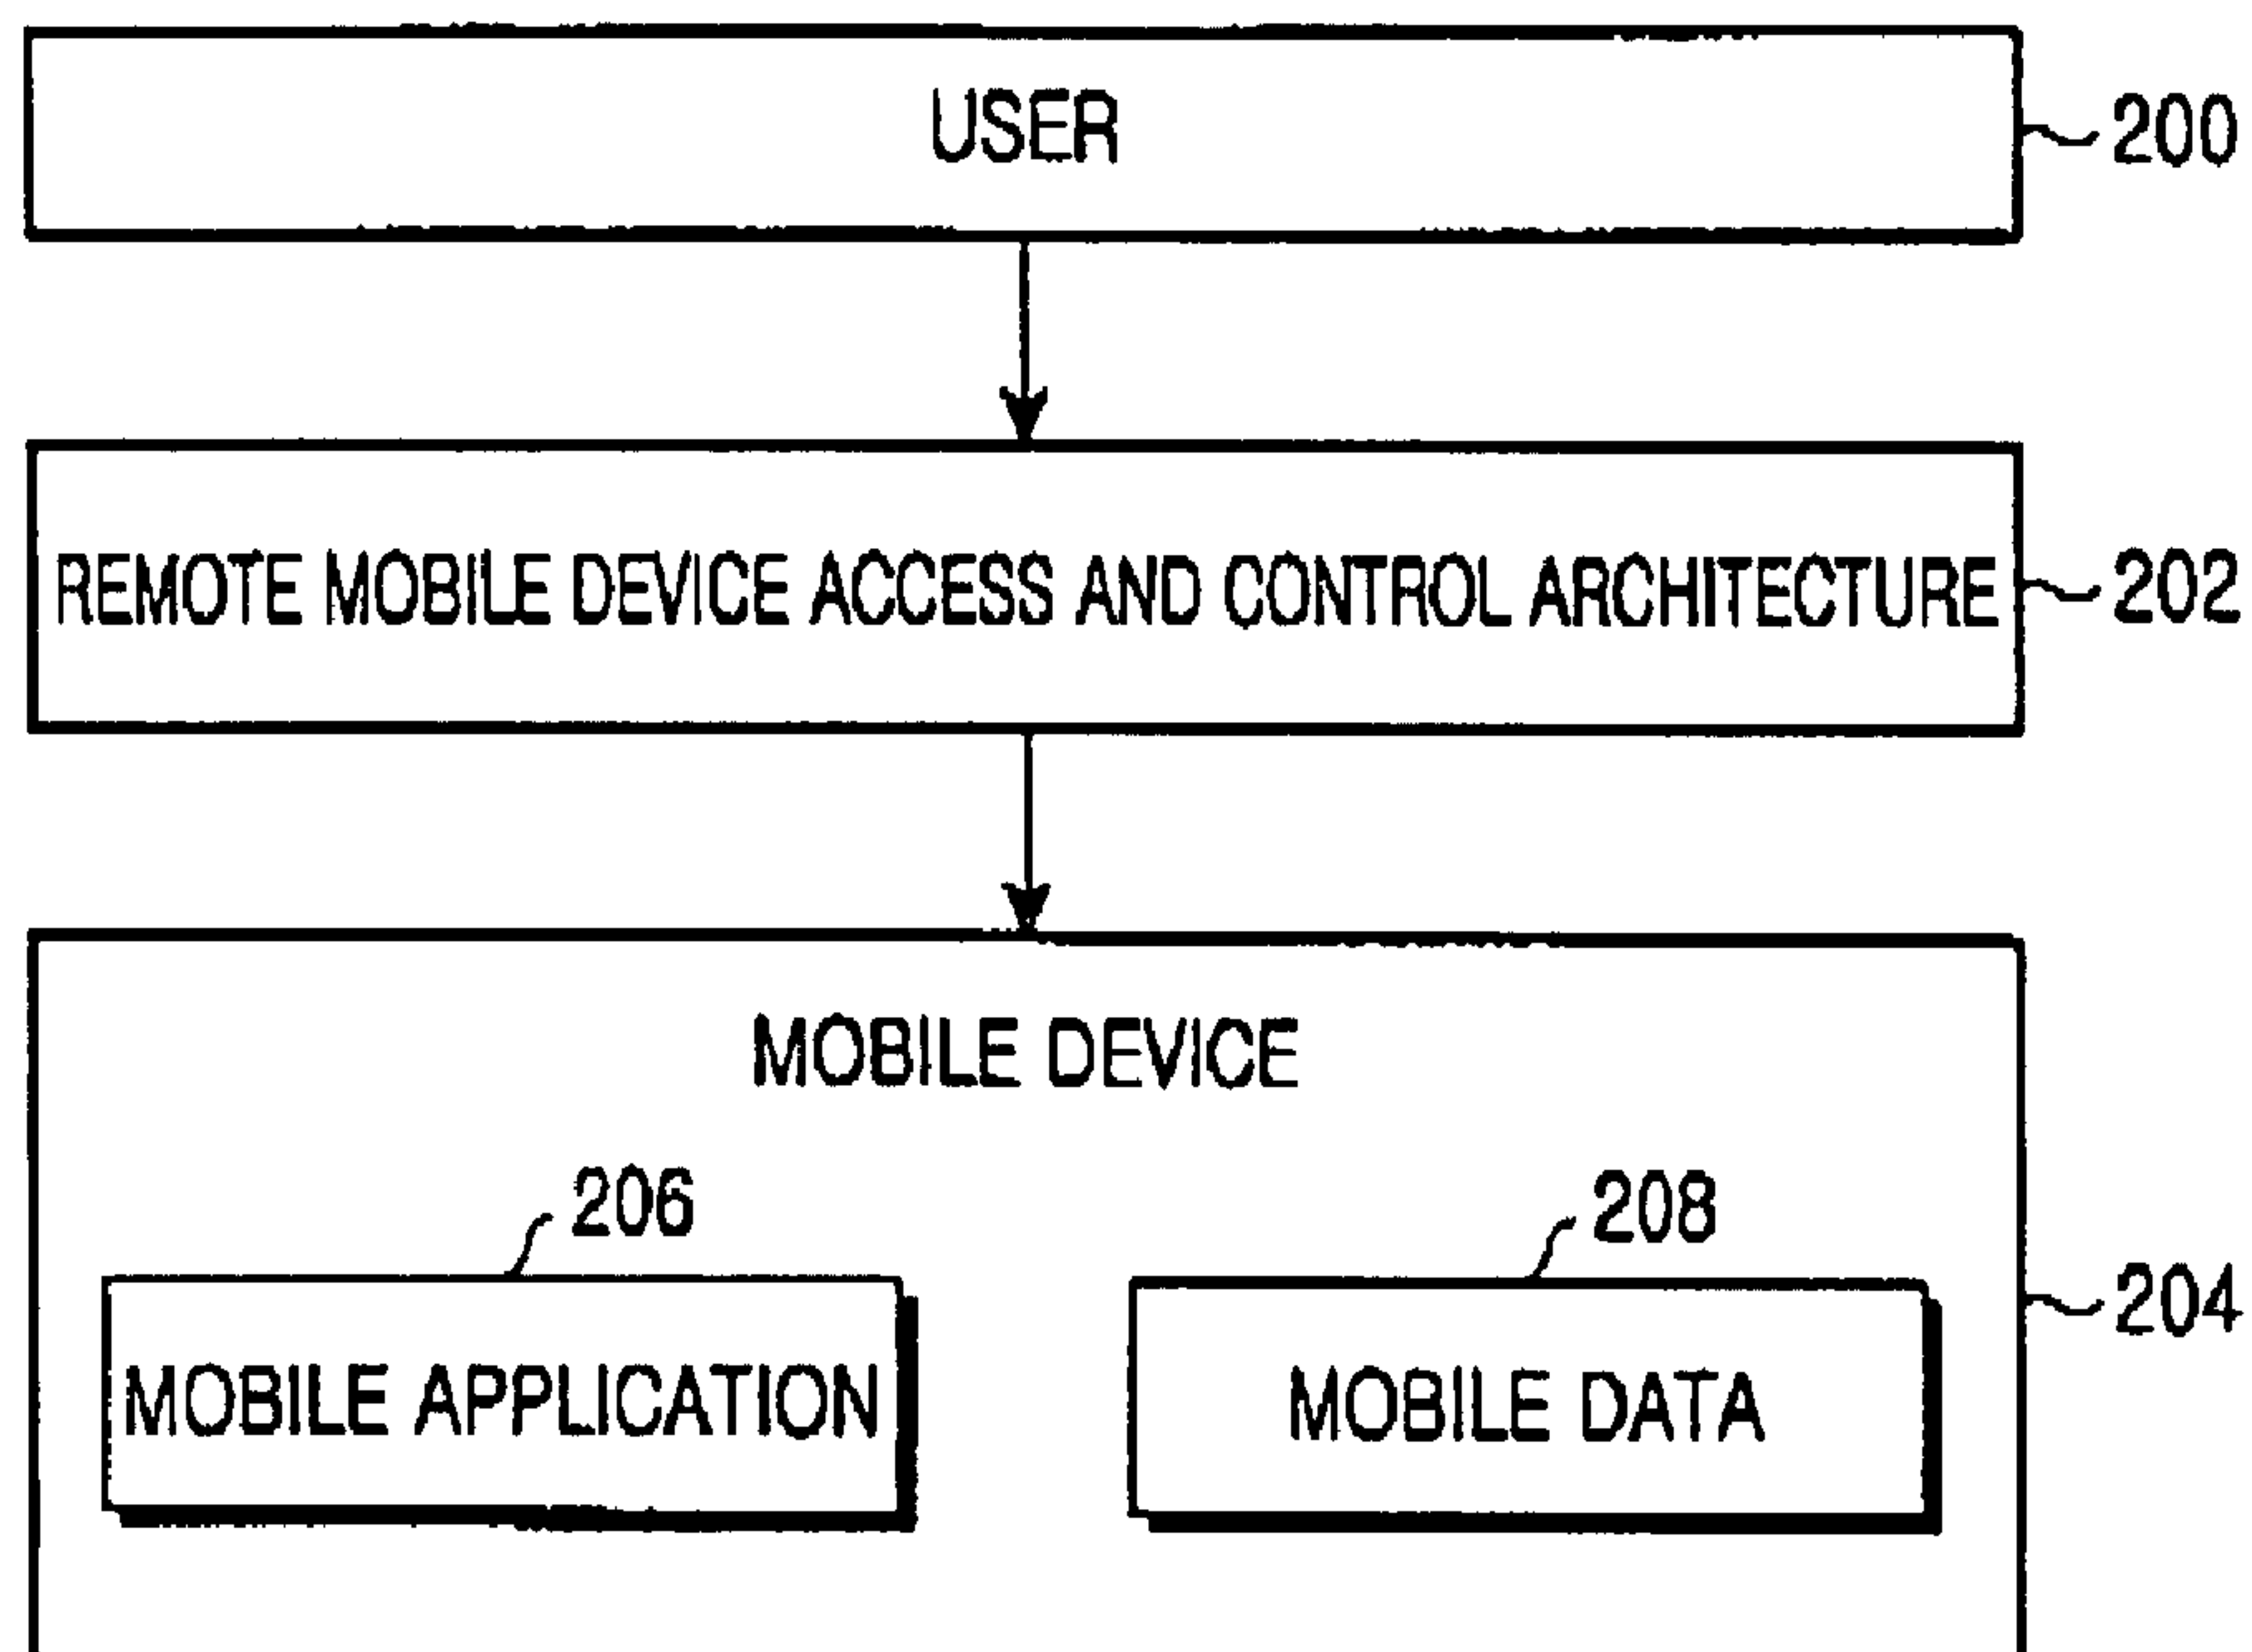 USER
200
REMOTE MOBILE DEVICE ACCESS AND CONTROL ARCHITECTURE
202
MOBILE DEVICE
206
208
204
MOBILE APPLICATION
MOBILE DATA